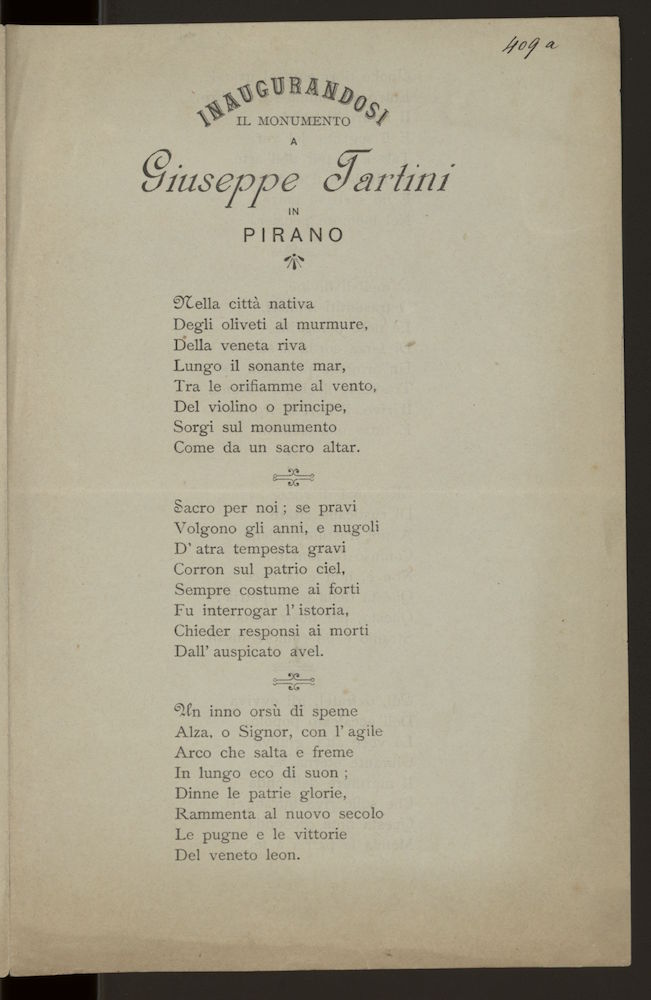 409 a
INAUGURANDOSI
IL MONUMENTO
A
Giuseppe Tartini
IN
PIRANO
Nella città nativa
Degli oliveti al murmure,
Della veneta riva
Lungo il sonante mar,
Tra le orifiamme al vento,
Del violino o principe,
Sorgi sul monumento
Come da un sacro altar.
Sacro per noi ; se pravi
Volgono gli anni, e nugoli
D' atra tempesta gravi
Corron sul patrio ciel,
Sempre costume ai forti
Fu interrogar l' istoria,
Chieder responsi ai morti
Dall' auspicato avel.
Un inno orsù di speme
Alza, o Signor, con l' agile
Arco che salta e freme
In lungo eco di suon ;
Dinne le patrie glorie,
Rammenta al nuovo secolo
Le pugne e le vittorie
Del veneto leon.